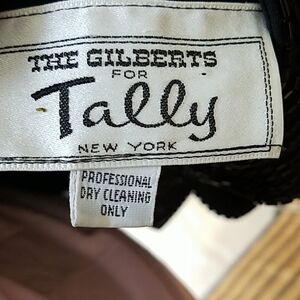 THE GILBERTS
FOR
Tally
NEW YORK
PROFESSIONAL
DRY CLEANING
ONLY